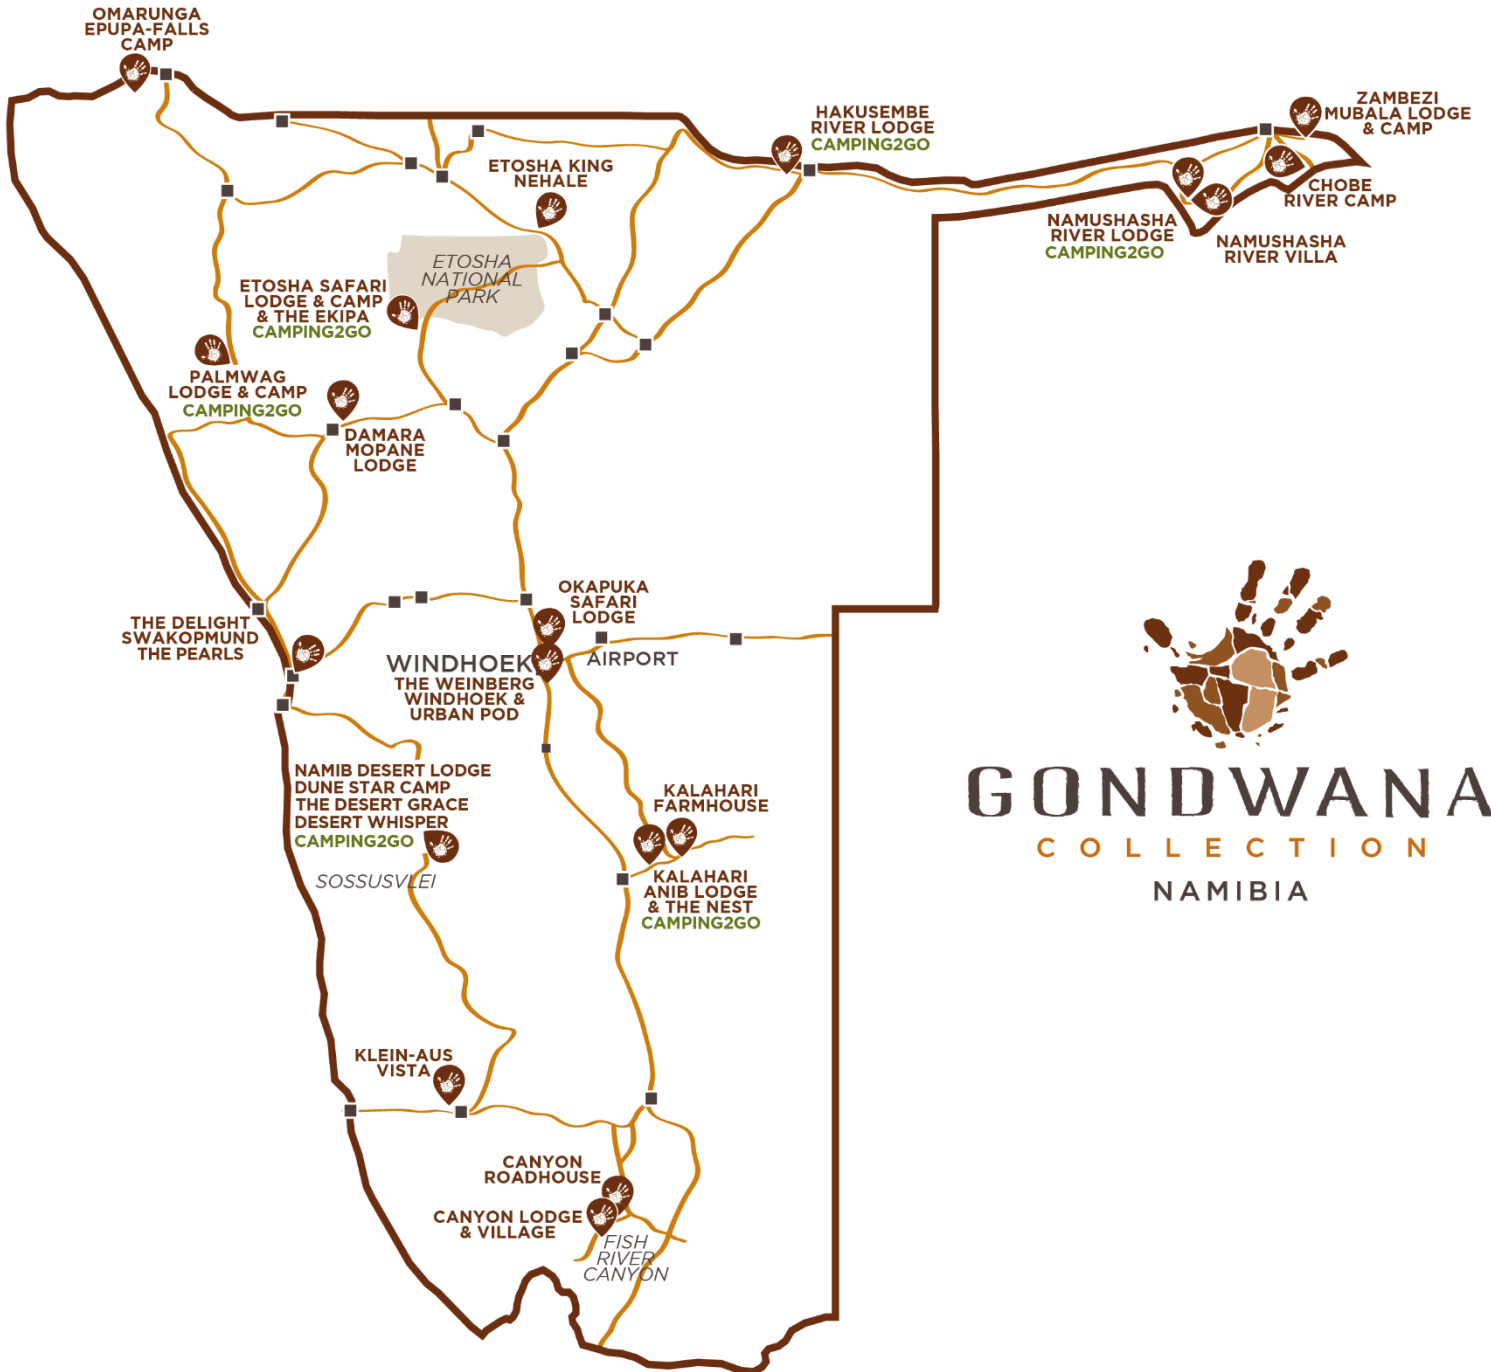 OMARUNGA
EPUPA-FALLS
CAMP
HAKUSEMBE
RIVER LODGE
CAMPING2GO
ZAMBEZI
MUBALA LODGE
& CAMP
ETOSHA KING
NEHALE
CHOBE
RIVER CAMP
NAMUSHASHA
RIVER LODGE
CAMPING2GO
NAMUSHASHA
RIVER VILLA
ETOSHA
NATIONAL
PARK
ETOSHA SAFARI
LODGE & CAMP
& THE EKIPA
CAMPING2GO
PALMWAG
LODGE & CAMP
CAMPING2GO
DAMARA
MOPANE
LODGE
OKAPUKA
SAFARI
LODGE
THE DELIGHT
SWAKOPMUND
THE PEARLS
WINDHOEK
AIRPORT
THE WEINBERG
WINDHOEK &
URBAN POD
NAMIB DESERT LODGE
DUNE STAR CAMP
THE DESERT GRACE
DESERT WHISPER
CAMPING2GO
SOSSUSVLEI
KALAHARI
FARMHOUSE
KALAHARI
ANIB LODGE
& THE NEST
CAMPING2GO
GONDWANA
COLLECTION
NAMIBIA
KLEIN-AUS
VISTA
CANYON
ROADHOUSE
CANYON LODGE
& VILLAGE
FISH
RIVER
CANYON